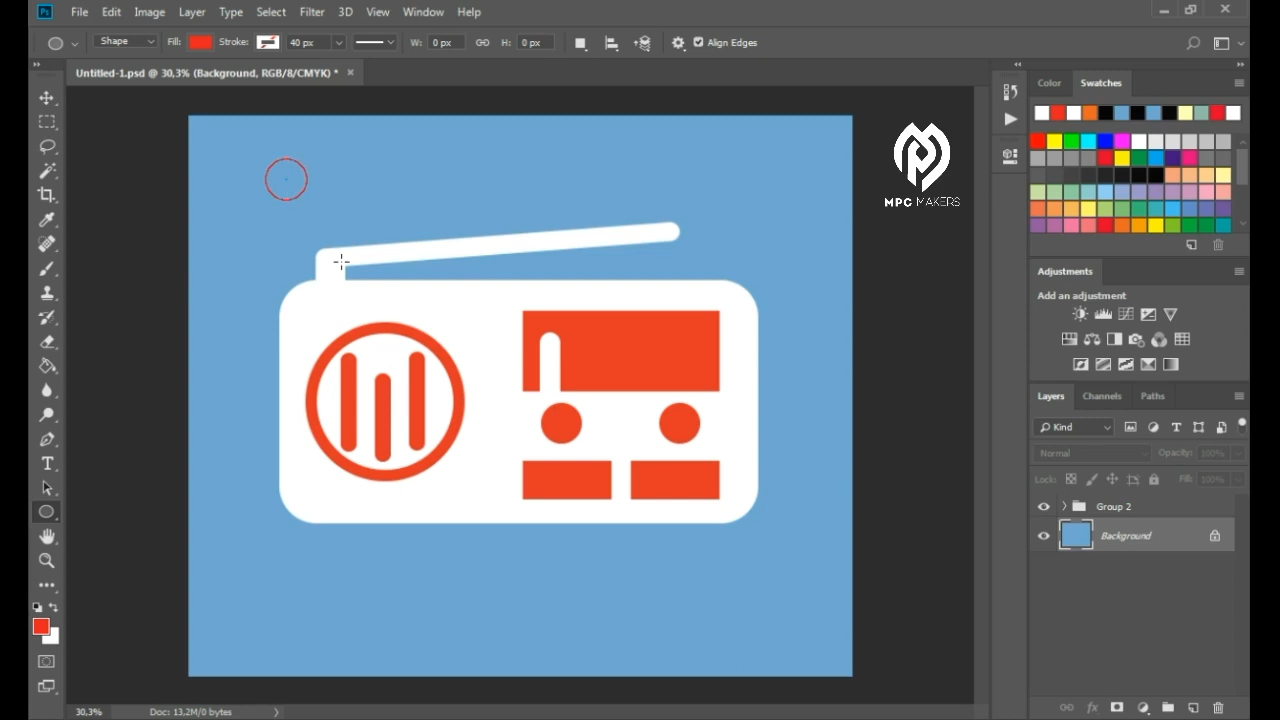 Ps File Edit Image Layer Type Select Filter 3D View Window Help
Shape Fill: Stroke: 40 px W: 0 px H: 0 px Align Edges
Untitled-1.psd @ 30,3% (Background, RGB/8/CMYK) * ×
Color Swatches
MPC MAKERS
Adjustments
Add an adjustment
Layers Channels Paths
Kind
Normal Opacity: 100%
Lock: Fill: 100%
Group 2
Background
30,3% Doc: 13,2M/0 bytes